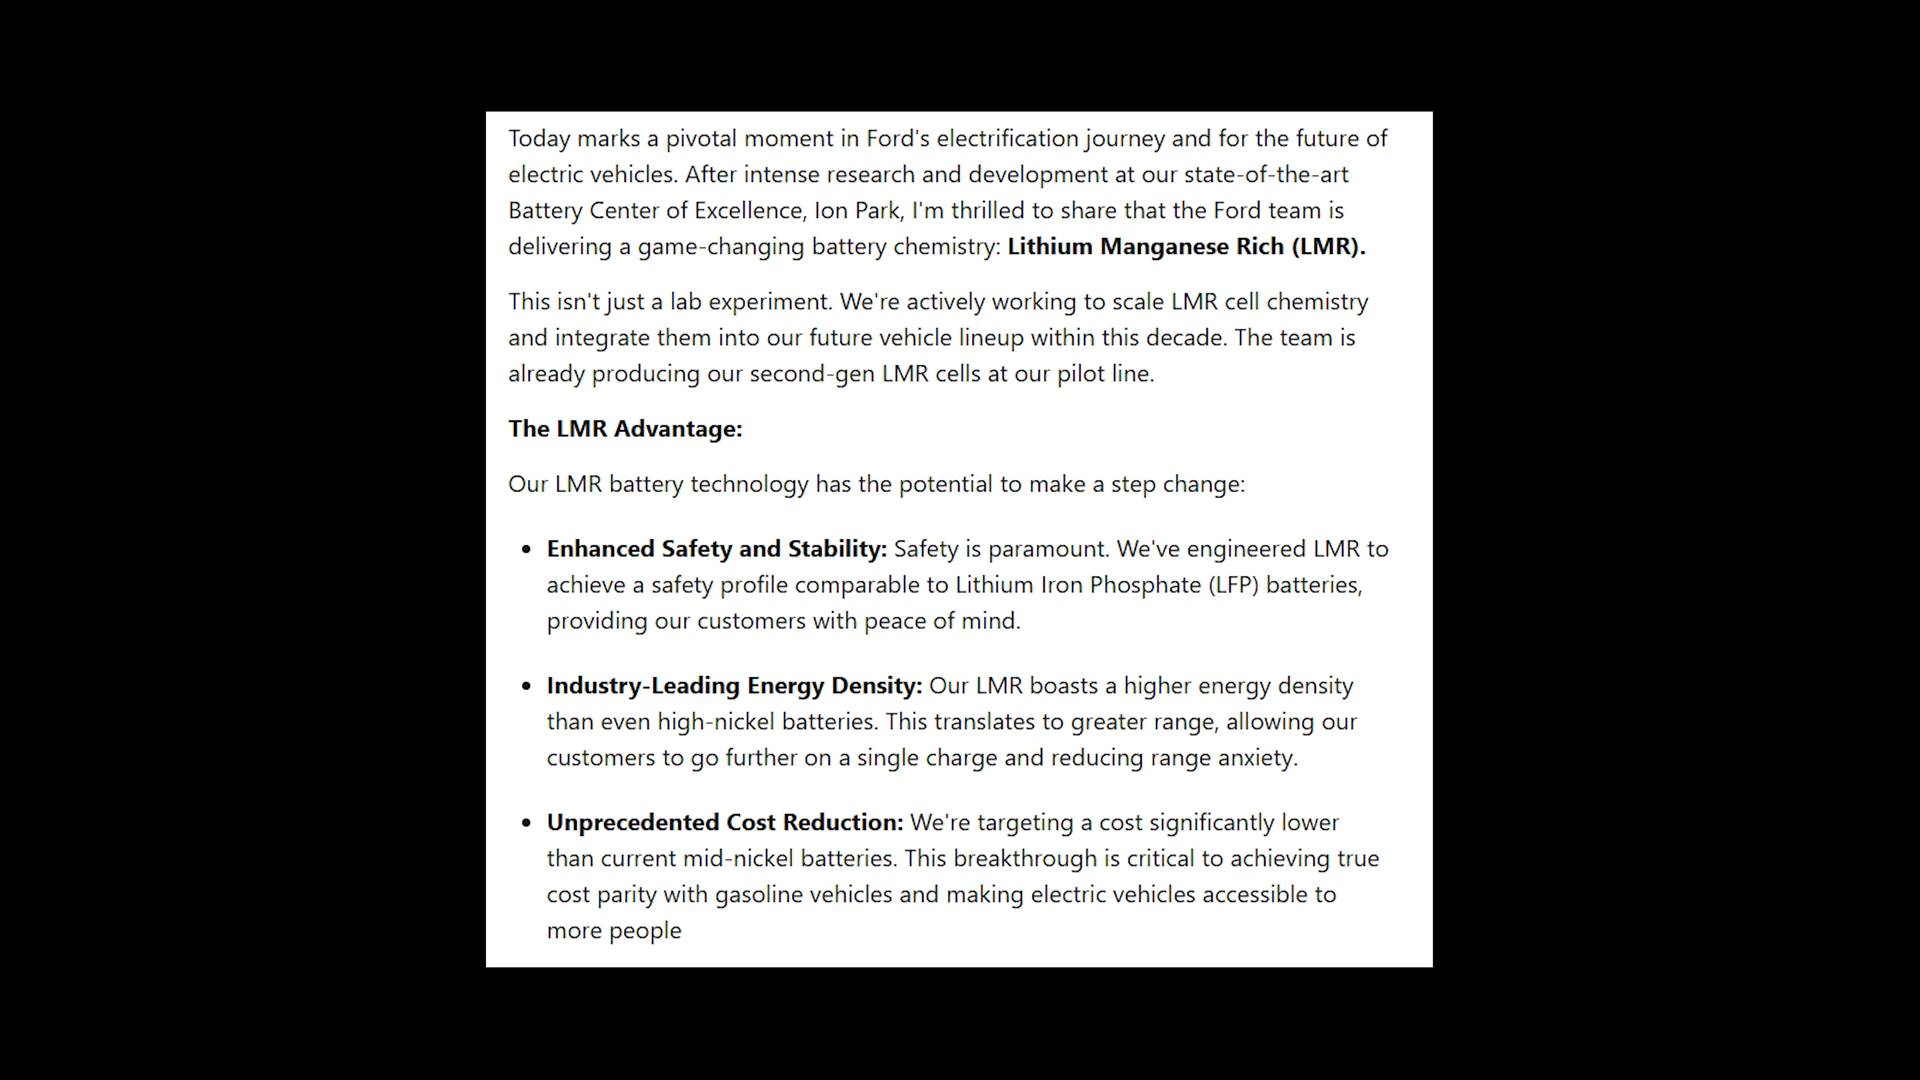 Today marks a pivotal moment in Ford's electrification journey and for the future of
electric vehicles. After intense research and development at our state-of-the-art
Battery Center of Excellence, Ion Park, I'm thrilled to share that the Ford team is
delivering a game-changing battery chemistry: Lithium Manganese Rich (LMR).
This isn't just a lab experiment. We're actively working to scale LMR cell chemistry
and integrate them into our future vehicle lineup within this decade. The team is
already producing our second-gen LMR cells at our pilot line.
The LMR Advantage:
Our LMR battery technology has the potential to make a step change:
• Enhanced Safety and Stability: Safety is paramount. We've engineered LMR to
achieve a safety profile comparable to Lithium Iron Phosphate (LFP) batteries,
providing our customers with peace of mind.
• Industry-Leading Energy Density: Our LMR boasts a higher energy density
than even high-nickel batteries. This translates to greater range, allowing our
customers to go further on a single charge and reducing range anxiety.
• Unprecedented Cost Reduction: We're targeting a cost significantly lower
than current mid-nickel batteries. This breakthrough is critical to achieving true
cost parity with gasoline vehicles and making electric vehicles accessible to
more people